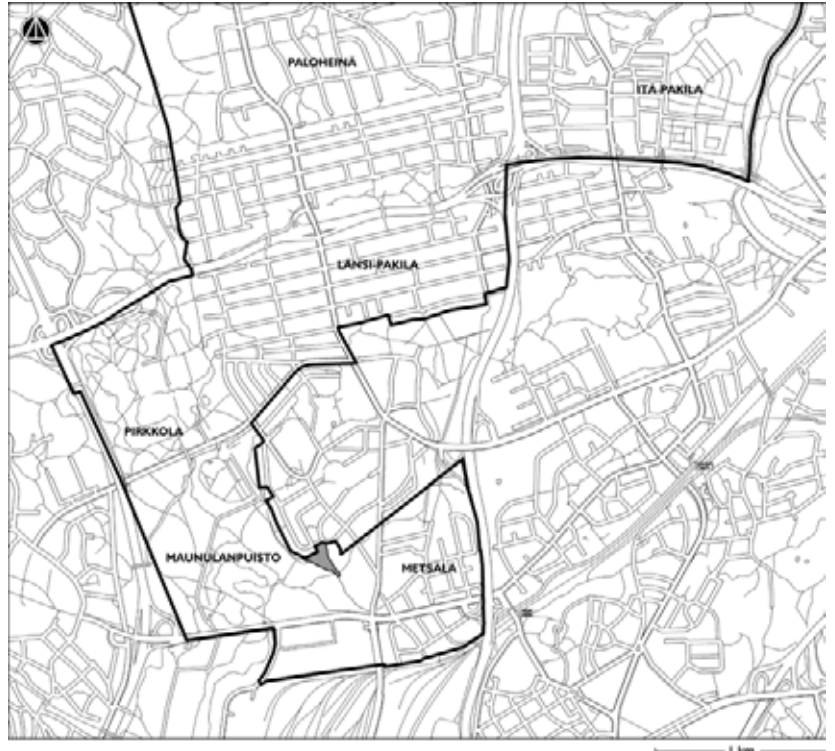 PALOHEINÄ
ITÄ-PAKILA
LÄNSI-PAKILA
PIRKKOLA
MAUNULANPUISTO
METSÄLÄ
1 km